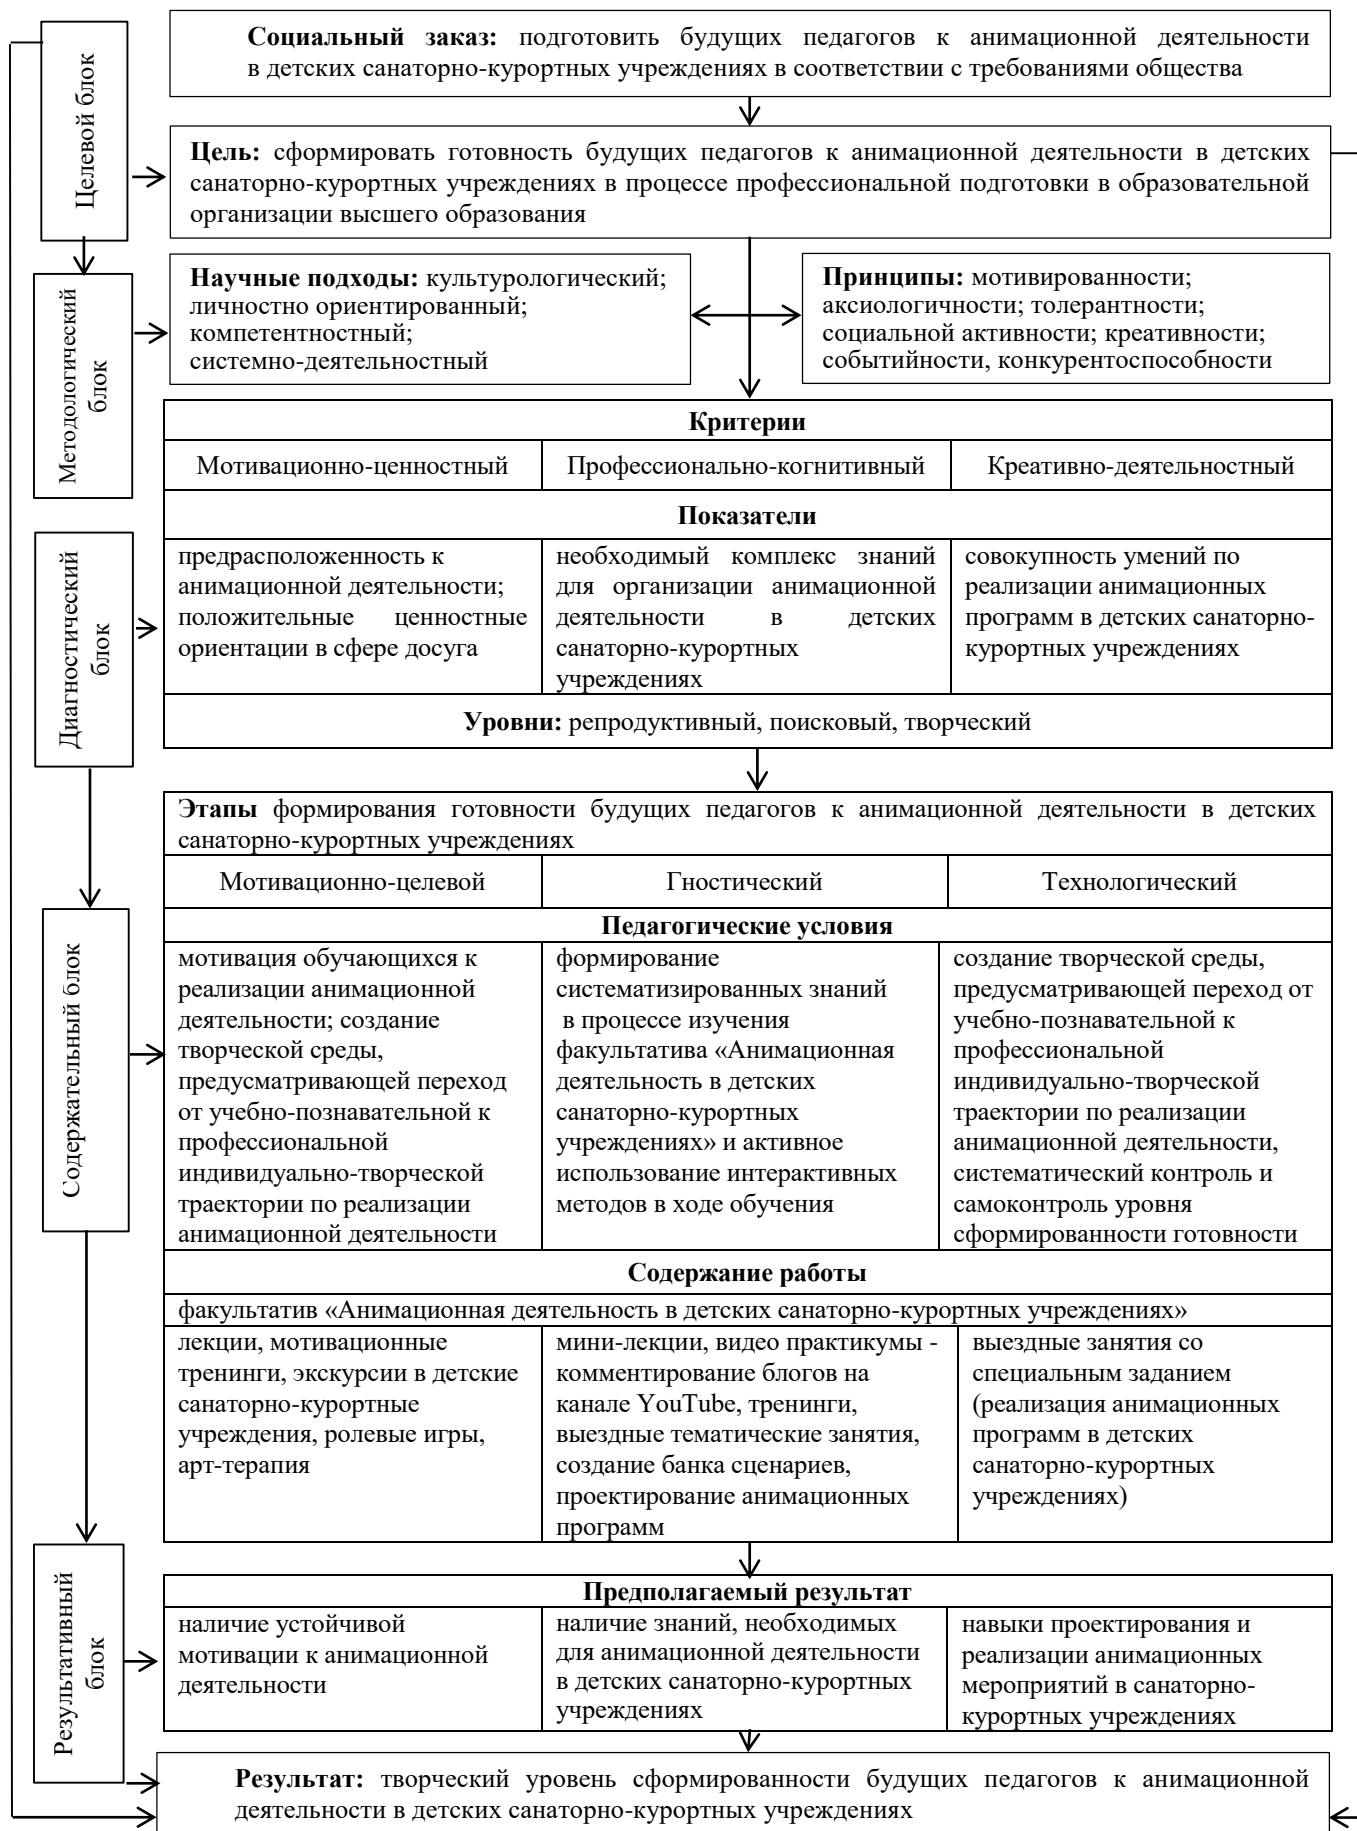 Целевой блок
Социальный заказ: подготовить будущих педагогов к анимационной деятельности
в детских санаторно-курортных учреждениях в соответствии с требованиями общества
Цель: сформировать готовность будущих педагогов к анимационной деятельности в детских
санаторно-курортных учреждениях в процессе профессиональной подготовки в образовательной
организации высшего образования
Методологический
блок
Научные подходы: культурологический;
личностно ориентированный;
компетентностный;
системно-деятельностный
Принципы: мотивированности;
аксиологичности; толерантности;
социальной активности; креативности;
событийности, конкурентоспособности
Диагностический
блок
Критерии
Мотивационно-ценностный
Профессионально-когнитивный
Креативно-деятельностный
Показатели
предрасположенность к
анимационной деятельности;
положительные ценностные
ориентации в сфере досуга
необходимый комплекс знаний
для организации анимационной
деятельности в детских
санаторно-курортных
учреждениях
совокупность умений по
реализации анимационных
программ в детских санаторно-
курортных учреждениях
Уровни: репродуктивный, поисковый, творческий
Содержательный блок
Этапы формирования готовности будущих педагогов к анимационной деятельности в детских
санаторно-курортных учреждениях
Мотивационно-целевой
Гностический
Технологический
Педагогические условия
мотивация обучающихся к
реализации анимационной
деятельности; создание
творческой среды,
предусматривающей переход
от учебно-познавательной к
профессиональной
индивидуально-творческой
траектории по реализации
анимационной деятельности
формирование
систематизированных знаний
в процессе изучения
факультатива «Анимационная
деятельность в детских
санаторно-курортных
учреждениях» и активное
использование интерактивных
методов в ходе обучения
создание творческой среды,
предусматривающей переход от
учебно-познавательной к
профессиональной
индивидуально-творческой
траектории по реализации
анимационной деятельности,
систематический контроль и
самоконтроль уровня
сформированности готовности
Содержание работы
факультатив «Анимационная деятельность в детских санаторно-курортных учреждениях»
лекции, мотивационные
тренинги, экскурсии в детские
санаторно-курортные
учреждения, ролевые игры,
арт-терапия
мини-лекции, видео практикумы -
комментирование блогов на
канале YouTube, тренинги,
выездные тематические занятия,
создание банка сценариев,
проектирование анимационных
программ
выездные занятия со
специальным заданием
(реализация анимационных
программ в детских
санаторно-курортных
учреждениях)
Результативный
блок
Предполагаемый результат
наличие устойчивой
мотивации к анимационной
деятельности
наличие знаний, необходимых
для анимационной деятельности
в детских санаторно-курортных
учреждениях
навыки проектирования и
реализации анимационных
мероприятий в санаторно-
курортных учреждениях
Результат: творческий уровень сформированности будущих педагогов к анимационной
деятельности в детских санаторно-курортных учреждениях